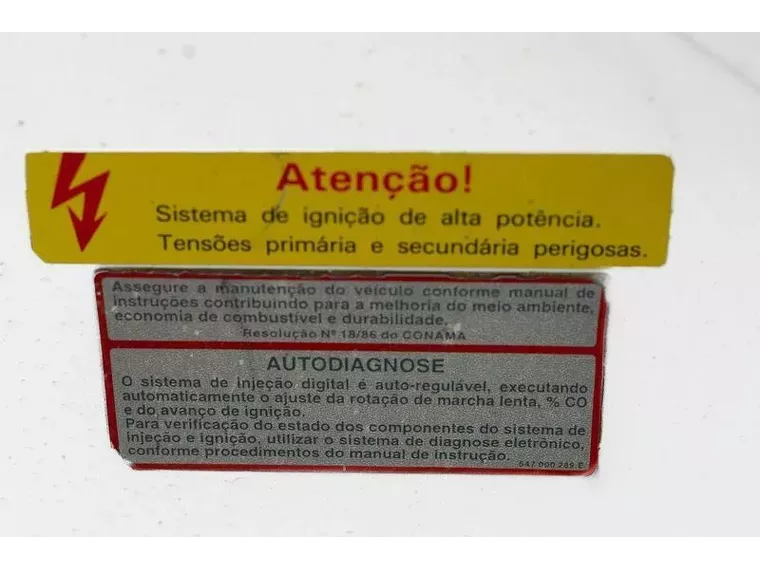 Atenção!
Sistema de ignição de alta potência.
Tensões primária e secundária perigosas.
Assegure a manutenção do veículo conforme manual de
instruções contribuindo para a melhoria do meio ambiente,
economia de combustível e durabilidade.
Resolução Nº 18/86 do CONAMA
AUTODIAGNOSE
O sistema de injeção digital é auto-regulável, executando
automaticamente o ajuste da rotação de marcha lenta, % CO
e do avanço de ignição.
Para verificação do estado dos componentes do sistema de
injeção e ignição, utilizar o sistema de diagnose eletrônico,
conforme procedimentos do manual de instrução.
547 000 289 E